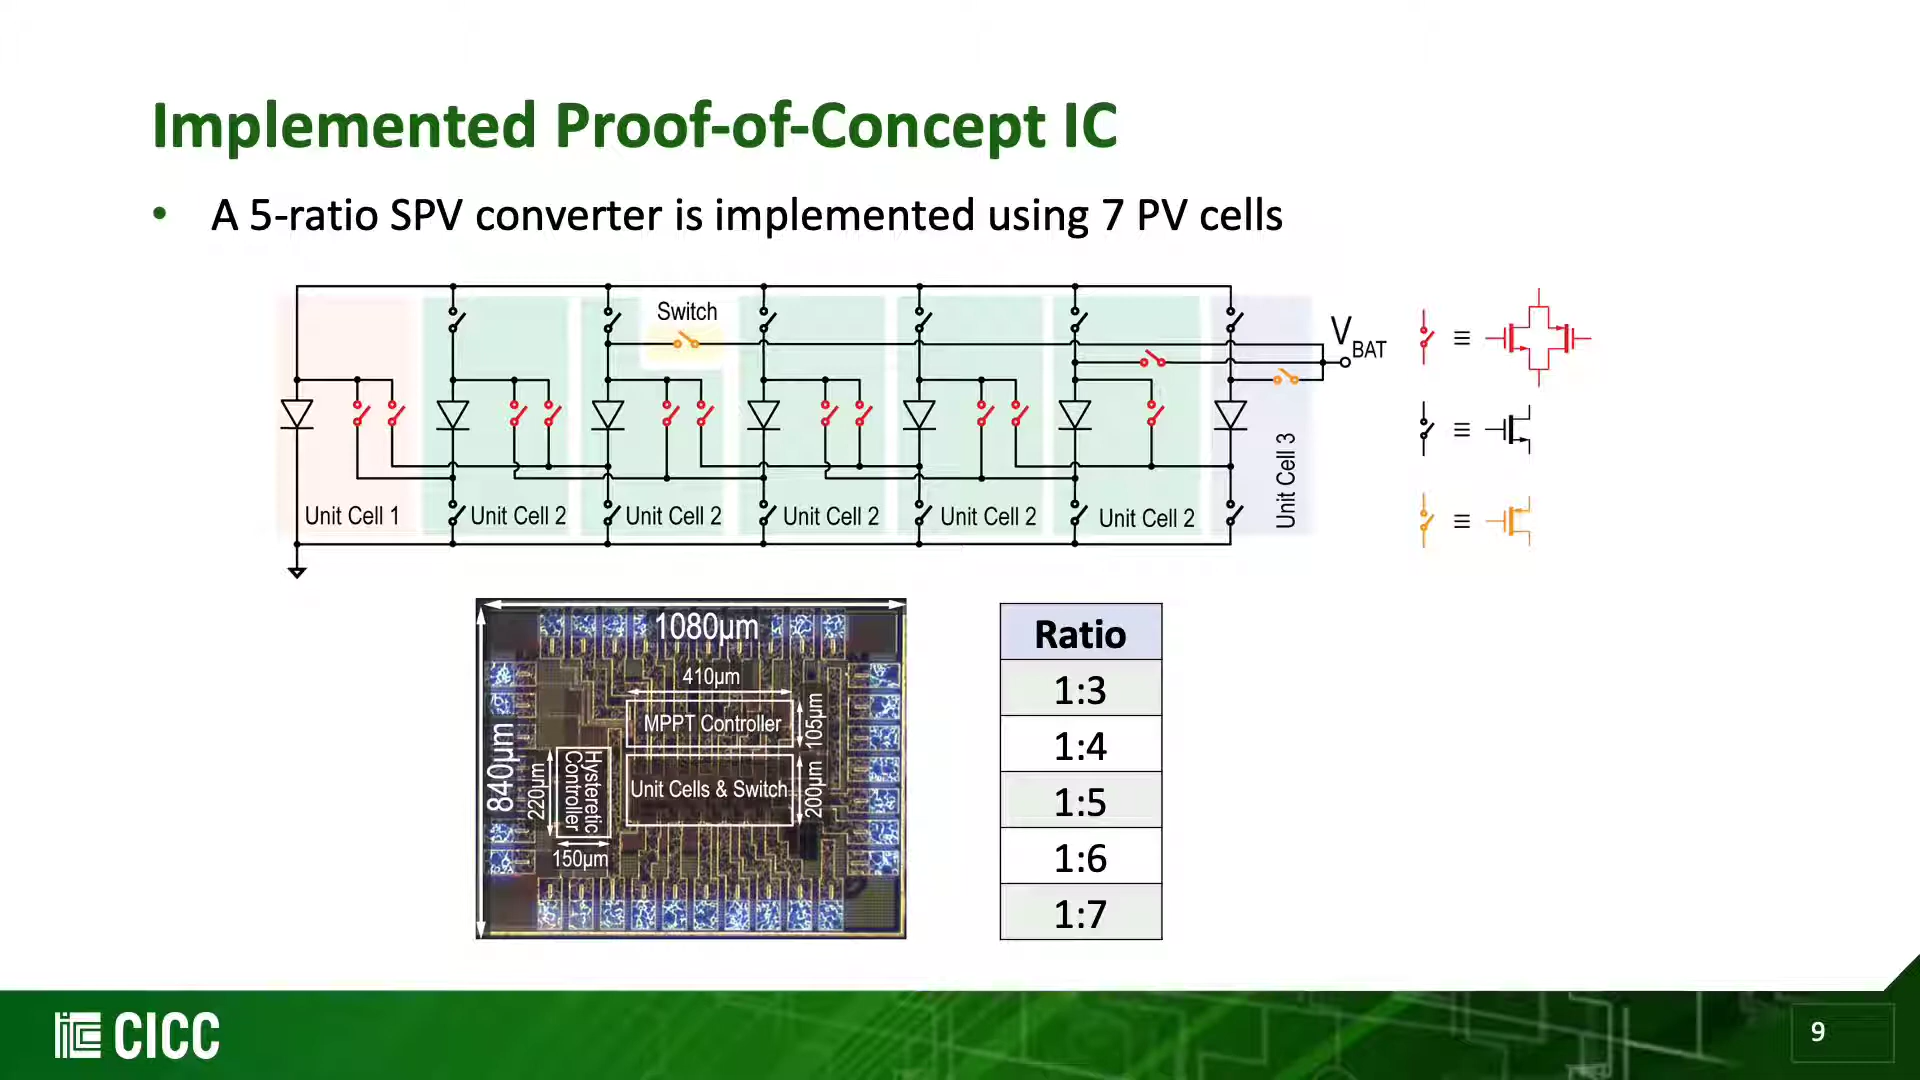 Implemented Proof-of-Concept IC
• A 5-ratio SPV converter is implemented using 7 PV cells
Switch
VBAT
≡
≡
≡
Unit Cell 1
Unit Cell 2
Unit Cell 2
Unit Cell 2
Unit Cell 2
Unit Cell 2
Unit Cell 3
1080µm
410µm
MPPT Controller
105µm
840µm
220µm
Hysteretic
Controller
Unit Cells & Switch
200µm
150µm
Ratio
1:3
1:4
1:5
1:6
1:7
CICC
9